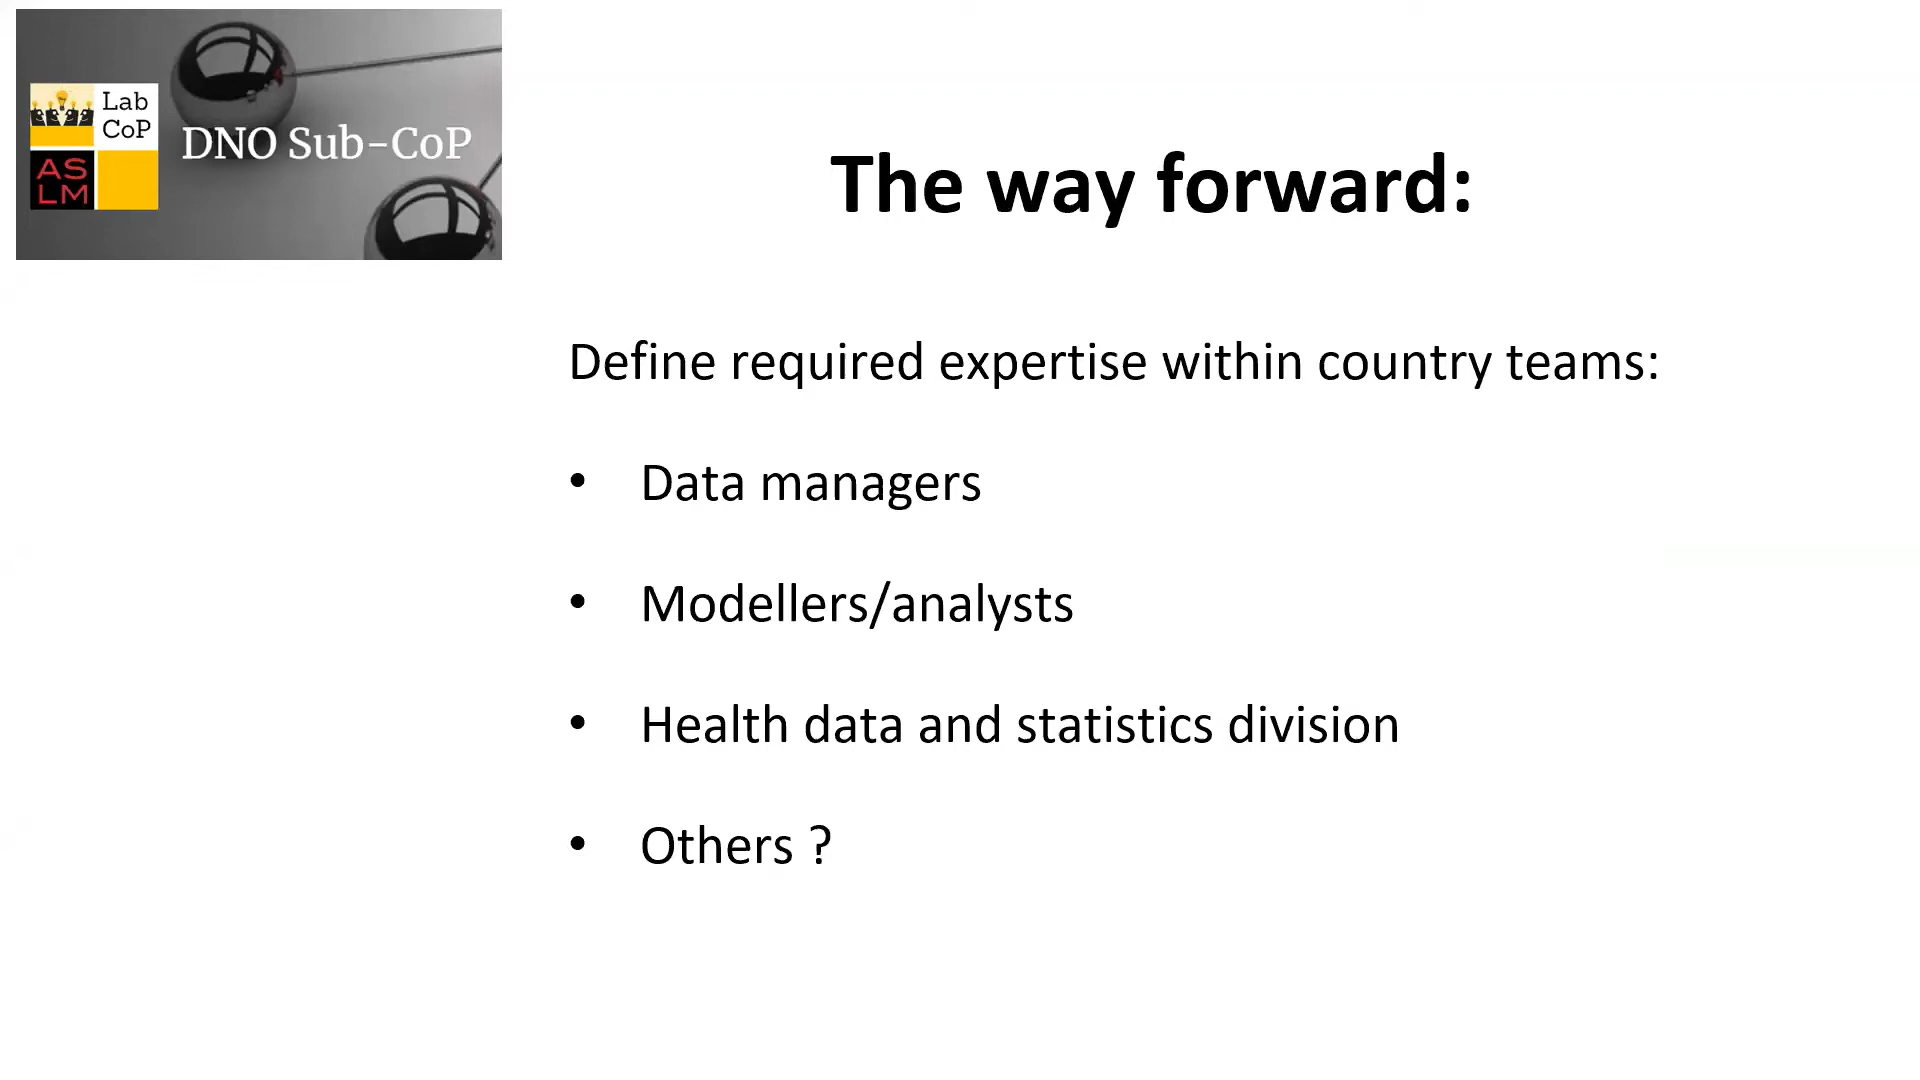 Lab
CoP
AS
LM
DNO Sub-CoP
The way forward:
Define required expertise within country teams:
• Data managers
• Modellers/analysts
• Health data and statistics division
• Others ?